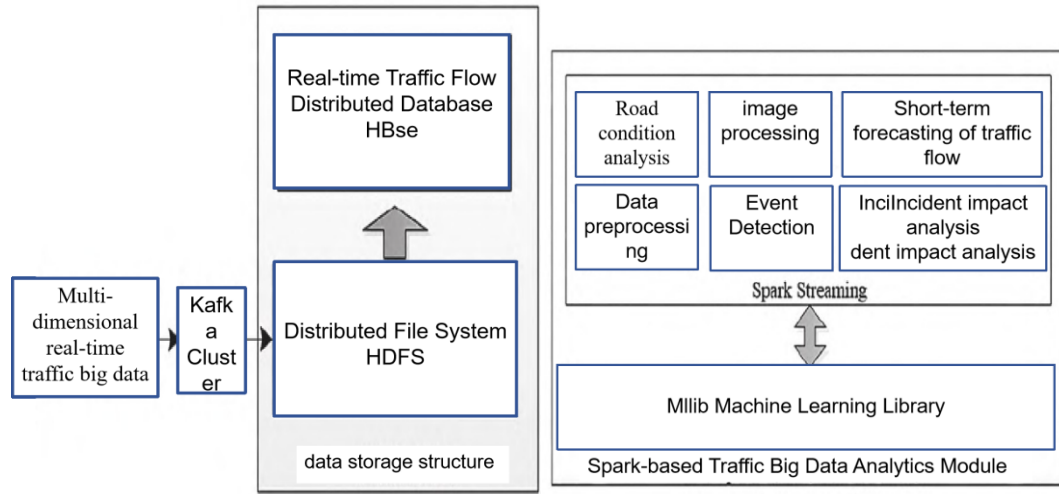 Multi-
dimensional
real-time
traffic big data
Kafk
a
Clust
er
Real-time Traffic Flow
Distributed Database
HBse
Distributed File System
HDFS
data storage structure
Road
condition
analysis
image
processing
Short-term
forecasting of traffic
flow
Data
preprocessi
ng
Event
Detection
InciIncident impact
analysis
dent impact analysis
Spark Streaming
Mllib Machine Learning Library
Spark-based Traffic Big Data Analytics Module